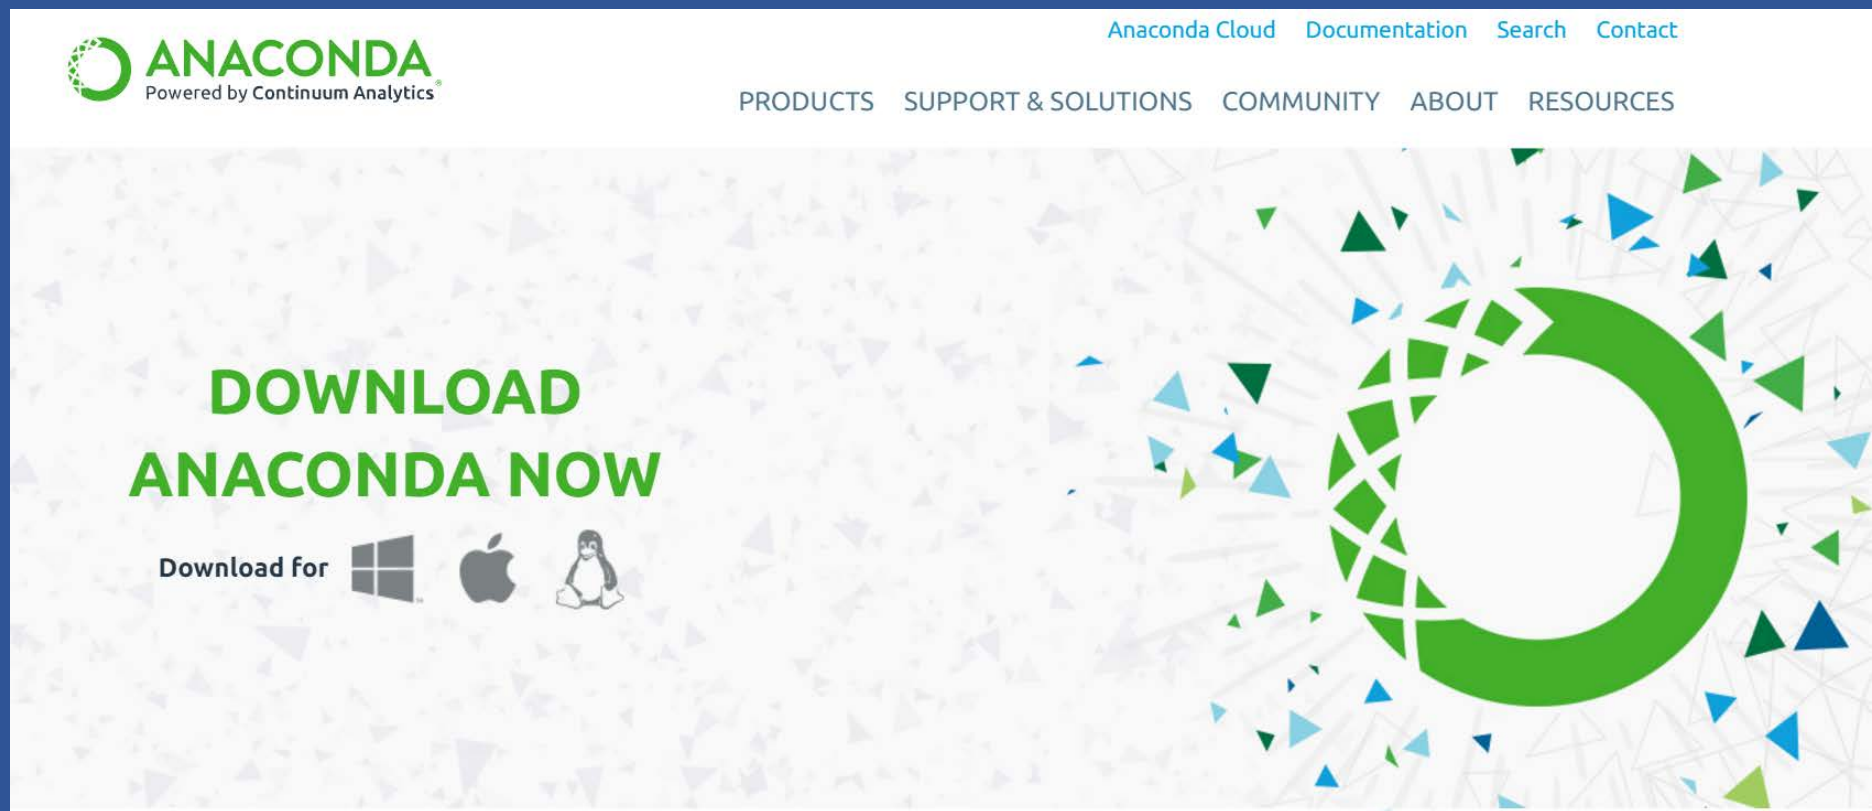 Anaconda Cloud Documentation Search Contact
ANACONDA
Powered by Continuum Analytics®
PRODUCTS SUPPORT & SOLUTIONS COMMUNITY ABOUT RESOURCES
DOWNLOAD
ANACONDA NOW
Download for